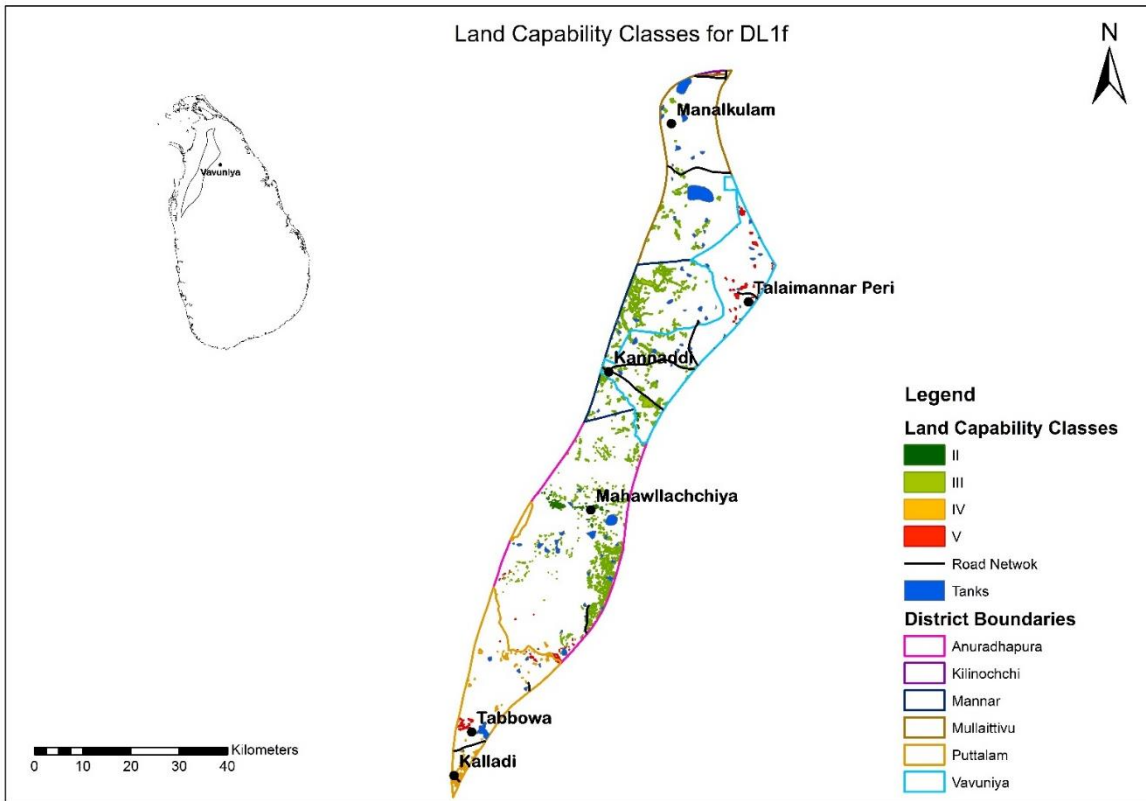 Land Capability Classes for DL1f
N
Vavuniya
Manalkulam
Talaimannar Peri
Kannaddi
Mahawllachchiya
Tabbowa
Kalladi
Legend
Land Capability Classes
II
III
IV
V
Road Netwok
Tanks
District Boundaries
Anuradhapura
Kilinochchi
Mannar
Mullaittivu
Puttalam
Vavuniya
Kilometers
0 5 10 20 30 40